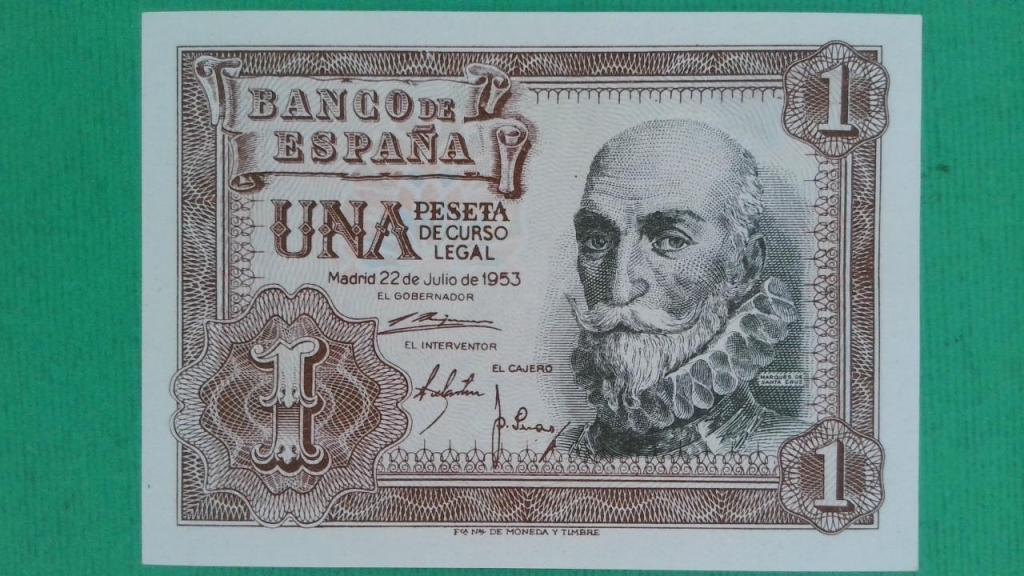 BANCO DE
ESPAÑA
1
UNA PESETA
DE CURSO
LEGAL
Madrid 22 de Julio de 1953
EL GOBERNADOR
EL INTERVENTOR
EL CAJERO
MARQUÉS DE
SANTA CRUZ
1
1
Fca Nal DE MONEDA Y TIMBRE